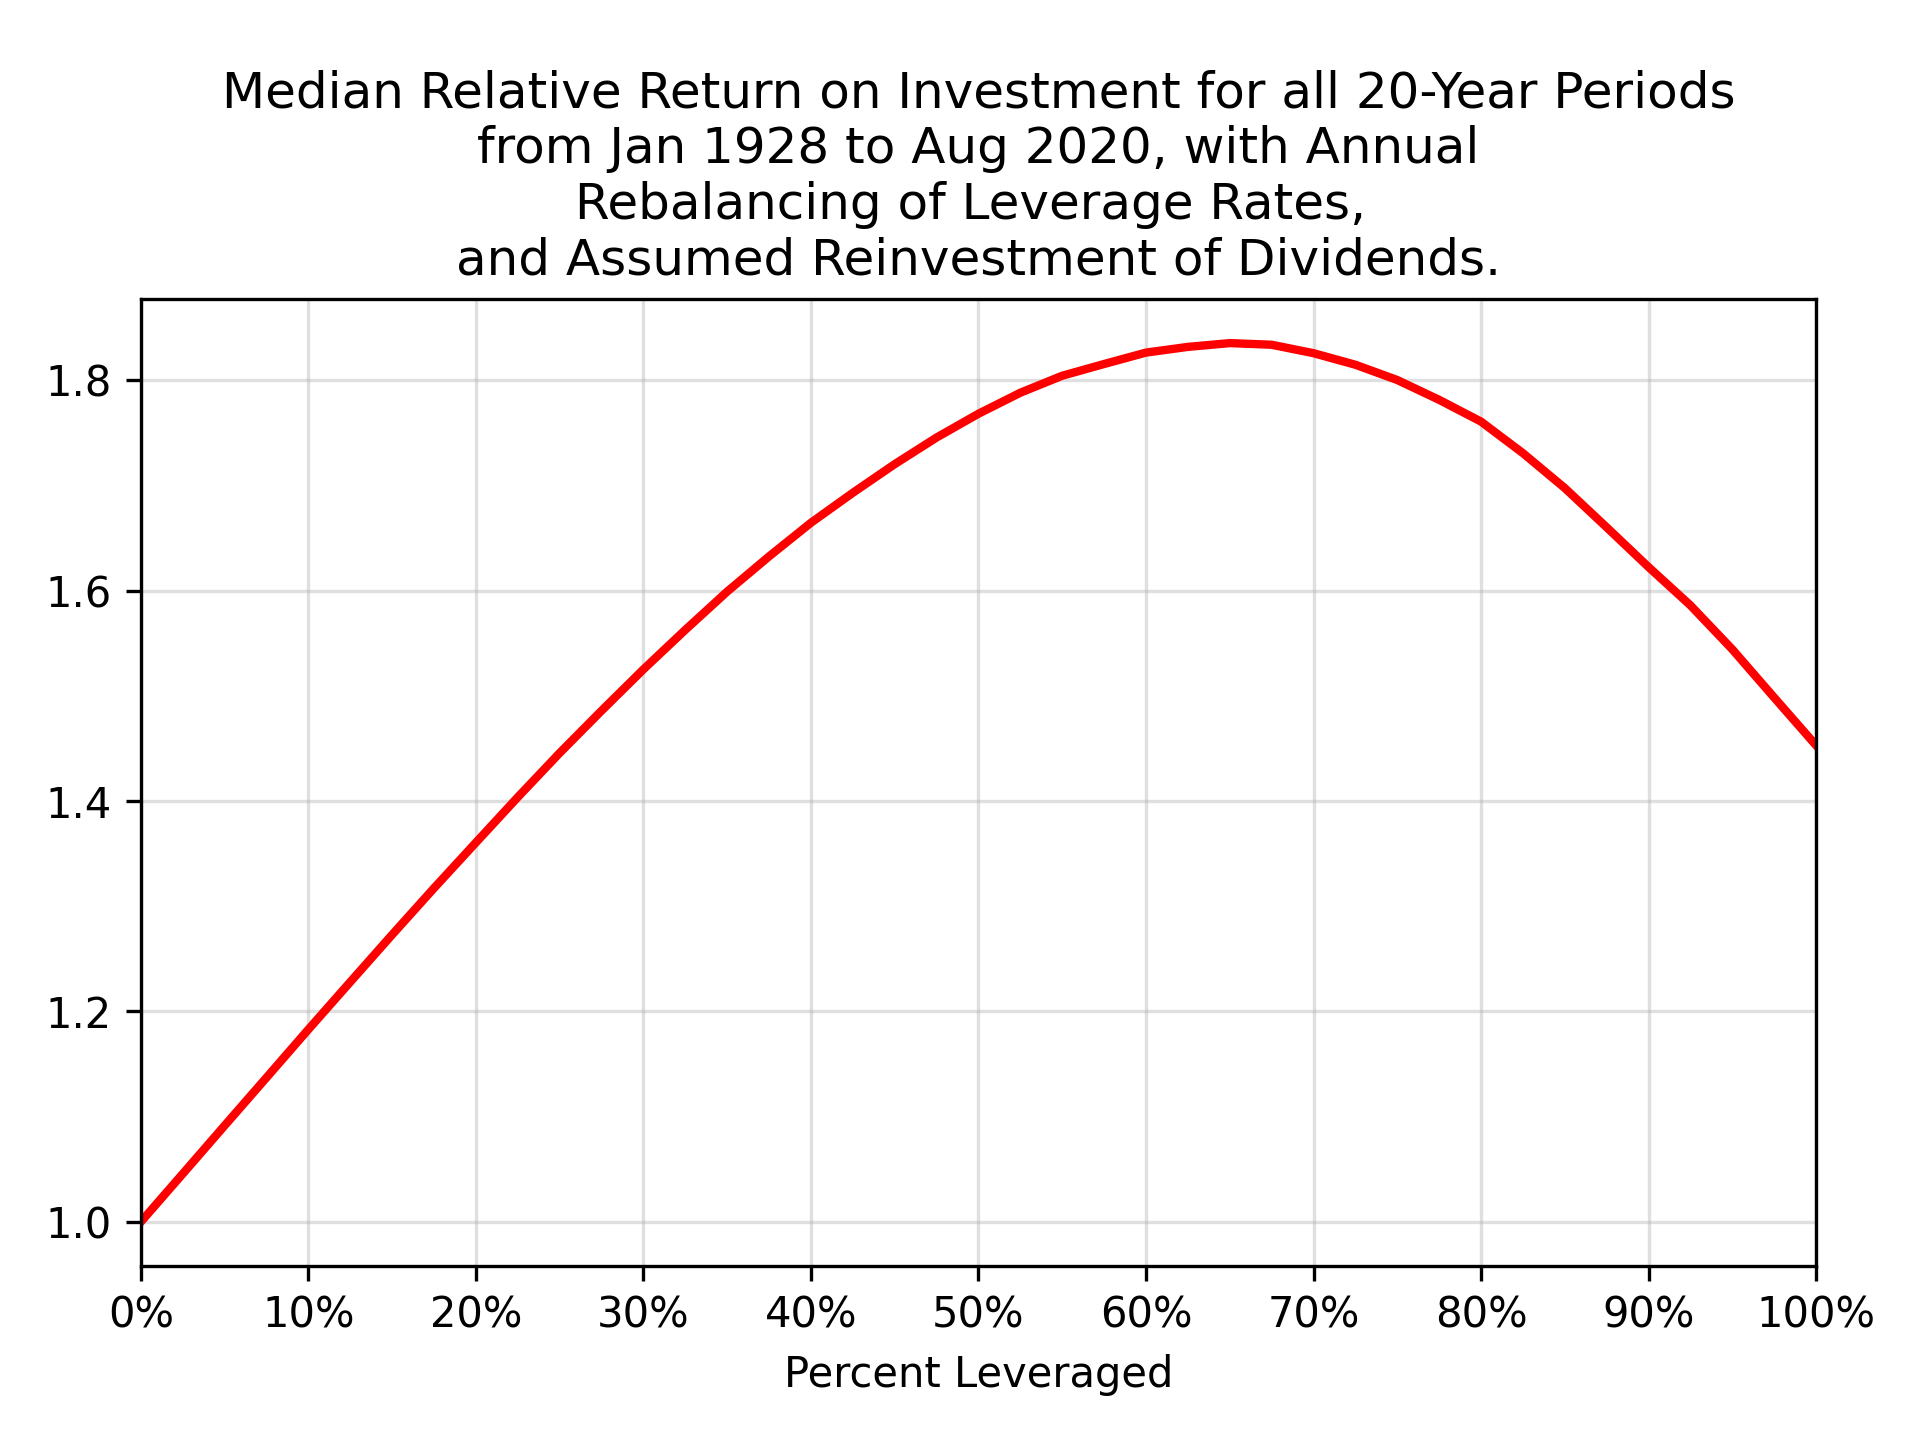 Median Relative Return on Investment for all 20-Year Periods
from Jan 1928 to Aug 2020, with Annual
Rebalancing of Leverage Rates,
and Assumed Reinvestment of Dividends.
1.8
1.6
1.4
1.2
1.0
0% 10% 20% 30% 40% 50% 60% 70% 80% 90% 100%
Percent Leveraged